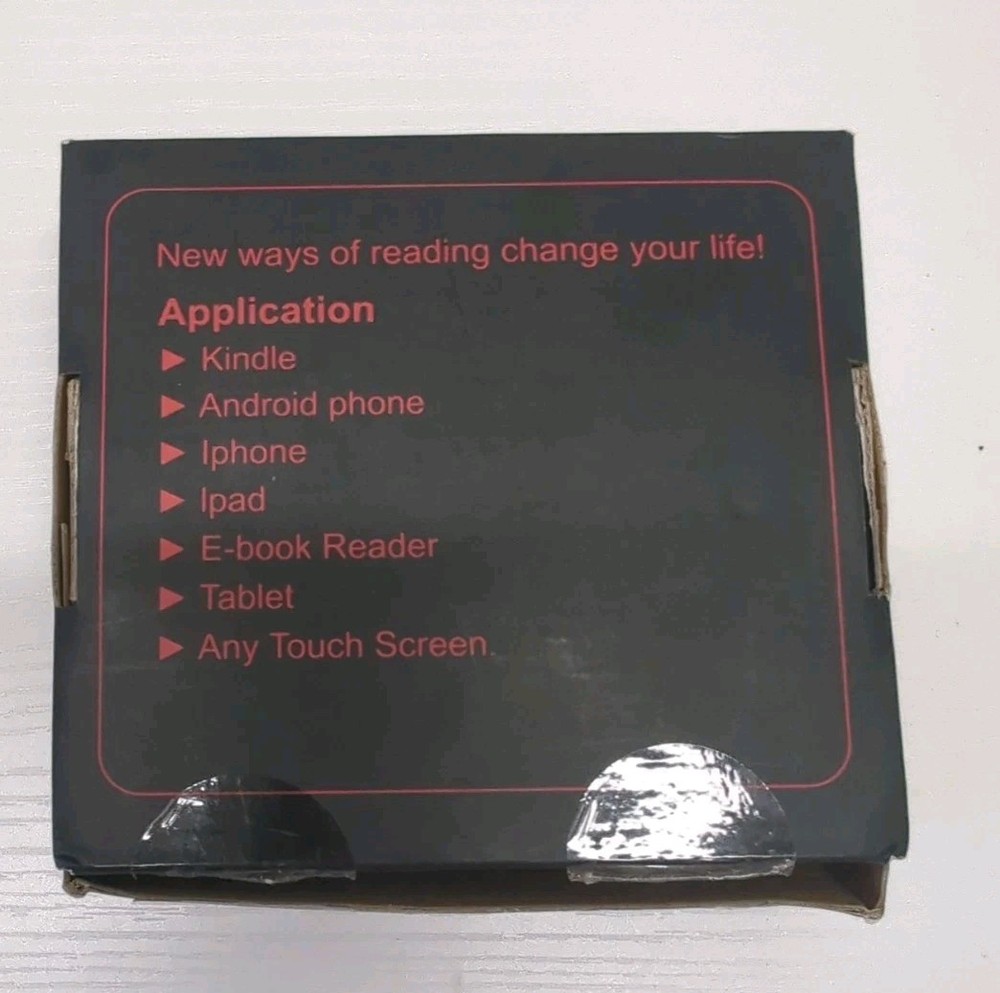 New ways of reading change your life!
Application
▶ Kindle
▶ Android phone
▶ Iphone
▶ Ipad
▶ E-book Reader
▶ Tablet
▶ Any Touch Screen.